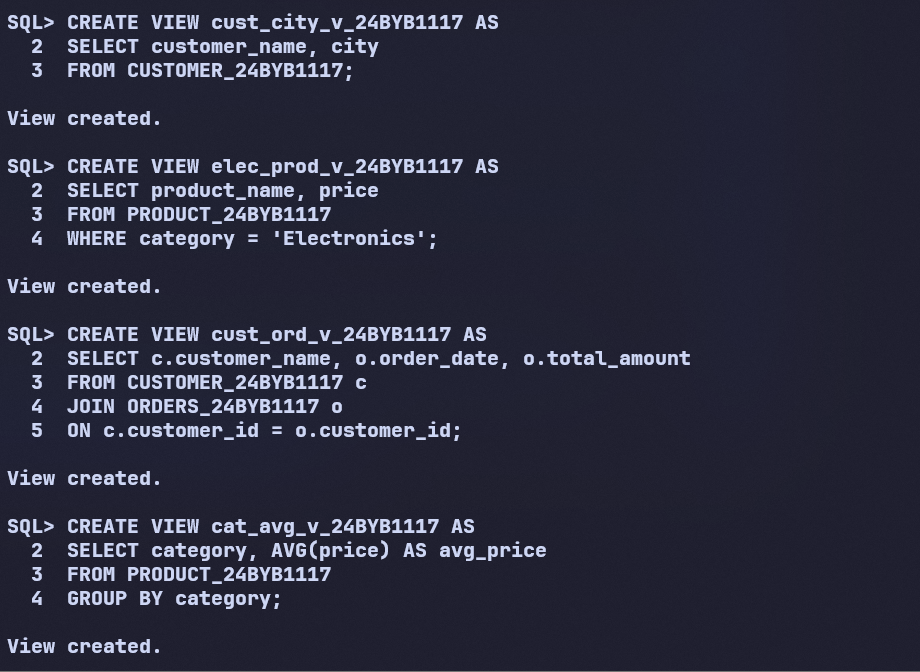 SQL> CREATE VIEW cust_city_v_24BYB1117 AS
  2  SELECT customer_name, city
  3  FROM CUSTOMER_24BYB1117;

View created.

SQL> CREATE VIEW elec_prod_v_24BYB1117 AS
  2  SELECT product_name, price
  3  FROM PRODUCT_24BYB1117
  4  WHERE category = 'Electronics';

View created.

SQL> CREATE VIEW cust_ord_v_24BYB1117 AS
  2  SELECT c.customer_name, o.order_date, o.total_amount
  3  FROM CUSTOMER_24BYB1117 c
  4  JOIN ORDERS_24BYB1117 o
  5  ON c.customer_id = o.customer_id;

View created.

SQL> CREATE VIEW cat_avg_v_24BYB1117 AS
  2  SELECT category, AVG(price) AS avg_price
  3  FROM PRODUCT_24BYB1117
  4  GROUP BY category;

View created.